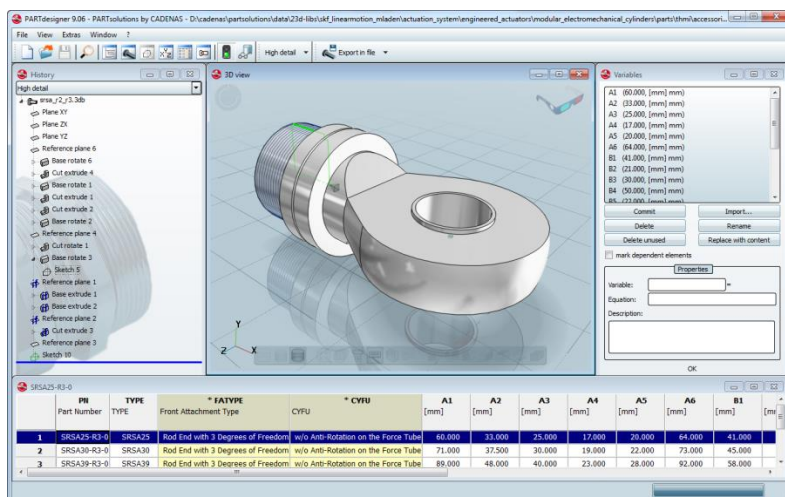 PARTdesigner 9.06 - PARTsolutions by CADENAS - D:\cadenas\partsolutions\data\23d-libs\skf_linearmotion_mladen\actuation_system\engineered_actuators\modular_electromechanical_cylinders\parts\thmi\accessori...
File View Extras Window ?
High detail Export in file
History
High detail
srsa_r2_r3.3db
Plane XY
Plane ZX
Plane YZ
Reference plane 6
Base rotate 6
Cut extrude 4
Base rotate 1
Cut extrude 1
Cut extrude 2
Base rotate 2
Reference plane 4
Cut rotate 1
Base rotate 3
Sketch 5
Reference plane 1
Base extrude 1
Base extrude 2
Reference plane 2
Cut extrude 3
Reference plane 3
Sketch 10
3D view
Y
Z X
Variables
A1 (60.000, [mm] mm)
A2 (33.000, [mm] mm)
A3 (25.000, [mm] mm)
A4 (17.000, [mm] mm)
A5 (20.000, [mm] mm)
A6 (64.000, [mm] mm)
B1 (41.000, [mm] mm)
B2 (21.000, [mm] mm)
B3 (30.000, [mm] mm)
B4 (50.000, [mm] mm)
B5 (22.000, [mm] mm)
Commit Import...
Delete Rename
Delete unused Replace with content
mark dependent elements
Properties
Variable: =
Equation:
Description:
OK
SRSA25-R3-0
PN TYPE * FATYPE * CYFU A1 A2 A3 A4 A5 A6 B1
Part Number TYPE Front Attachment Type CYFU [mm] [mm] [mm] [mm] [mm] [mm] [mm]
1 SRSA25-R3-0 SRSA25 Rod End with 3 Degrees of Freedom w/o Anti-Rotation on the Force Tube 60.000 33.000 25.000 17.000 20.000 64.000 41.000
2 SRSA30-R3-0 SRSA30 Rod End with 3 Degrees of Freedom w/o Anti-Rotation on the Force Tube 71.000 37.500 30.000 19.000 22.000 73.000 45.000
3 SRSA39-R3-0 SRSA39 Rod End with 3 Degrees of Freedom w/o Anti-Rotation on the Force Tube 89.000 48.000 40.000 23.000 28.000 92.000 58.000